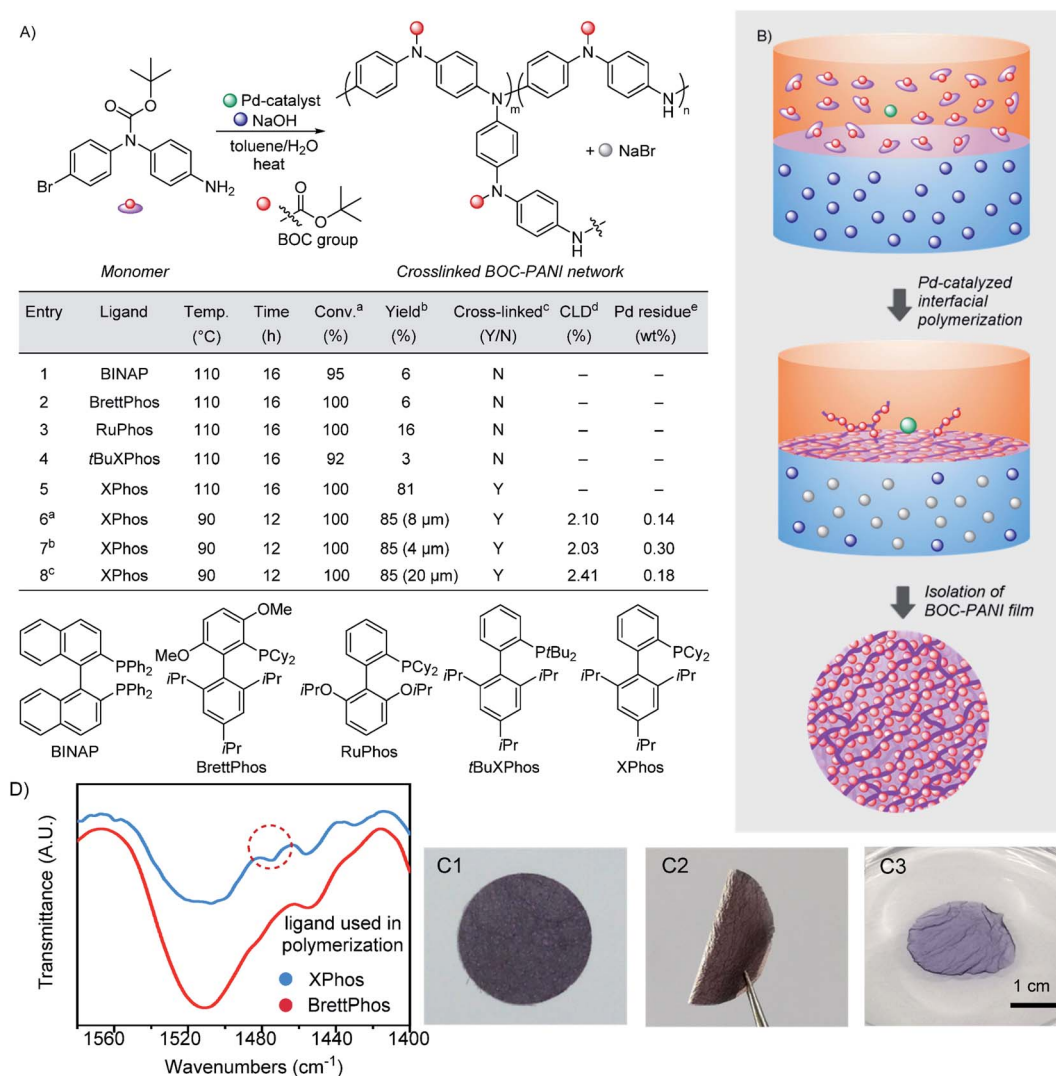 A)
O
O
N
Br
NH2
Monomer
Pd-catalyst
NaOH
toluene/H2O
heat
O
O
BOC group
N
N
N
m
N
H
n
N
N
H
+ NaBr
Crosslinked BOC-PANI network
Entry Ligand Temp. Time Conv.a Yieldb Cross-linkedc CLDd Pd residuee
(°C) (h) (%) (%) (Y/N) (%) (wt%)
1 BINAP 110 16 95 6 N – –
2 BrettPhos 110 16 100 6 N – –
3 RuPhos 110 16 100 16 N – –
4 tBuXPhos 110 16 92 3 N – –
5 XPhos 110 16 100 81 Y – –
6a XPhos 90 12 100 85 (8 µm) Y 2.10 0.14
7b XPhos 90 12 100 85 (4 µm) Y 2.03 0.30
8c XPhos 90 12 100 85 (20 µm) Y 2.41 0.18
PPh2
PPh2
BINAP
OMe
MeO
PCy2
iPr
iPr
iPr
BrettPhos
PCy2
iPrO
OiPr
RuPhos
PtBu2
iPr
iPr
iPr
tBuXPhos
PCy2
iPr
iPr
iPr
XPhos
B)
Pd-catalyzed
interfacial
polymerization
Isolation of
BOC-PANI film
D)
Transmittance (A.U.)
ligand used in
polymerization
XPhos
BrettPhos
1560 1520 1480 1440 1400
Wavenumbers (cm-1)
C1
C2
C3
1 cm